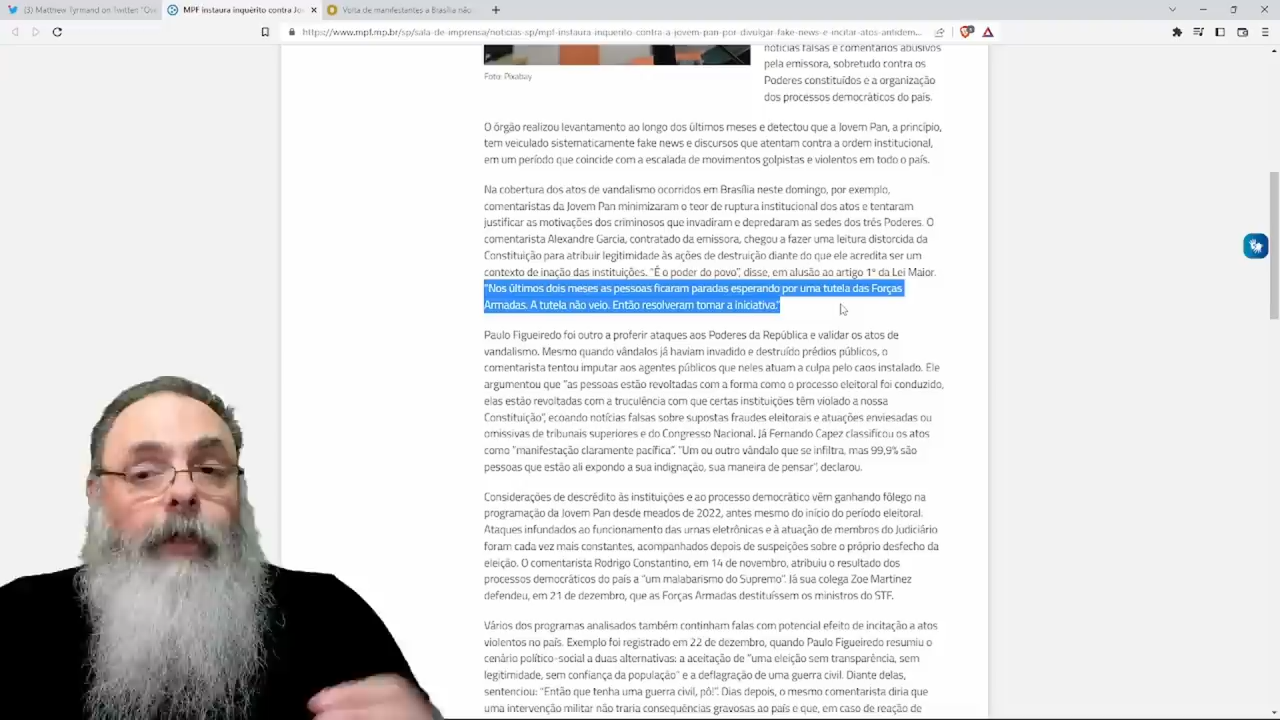 (3) Matthew Tyrmand on Twitter: "Ov
MPF instaura inquérito contra Jo
Volta de manifestantes a Brasília não
https://www.mpf.mp.br/sp/sala-de-imprensa/noticias-sp/mpf-instaura-inquerito-contra-a-jovem-pan-por-divulgar-fake-news-e-incitar-atos-antidem...
notícias falsas e comentários abusivos
pela emissora, sobretudo contra os
Foto: Pixabay
Poderes constituídos e a organização
dos processos democráticos do país.
O órgão realizou levantamento ao longo dos últimos meses e detectou que a Jovem Pan, a princípio,
tem veiculado sistematicamente fake news e discursos que atentam contra a ordem institucional,
em um período que coincide com a escalada de movimentos golpistas e violentos em todo o país.
Na cobertura dos atos de vandalismo ocorridos em Brasília neste domingo, por exemplo,
comentaristas da Jovem Pan minimizaram o teor de ruptura institucional dos atos e tentaram
justificar as motivações dos criminosos que invadiram e depredaram as sedes dos três Poderes. O
comentarista Alexandre Garcia, contratado da emissora, chegou a fazer uma leitura distorcida da
Constituição para atribuir legitimidade às ações de destruição diante do que ele acredita ser um
contexto de inação das instituições. "É o poder do povo", disse, em alusão ao artigo 1º da Lei Maior.
"Nos últimos dois meses as pessoas ficaram paradas esperando por uma tutela das Forças
Armadas. A tutela não veio. Então resolveram tomar a iniciativa."
Paulo Figueiredo foi outro a proferir ataques aos Poderes da República e validar os atos de
vandalismo. Mesmo quando vândalos já haviam invadido e destruído prédios públicos, o
comentarista tentou imputar aos agentes públicos que neles atuam a culpa pelo caos instalado. Ele
argumentou que "as pessoas estão revoltadas com a forma como o processo eleitoral foi conduzido,
elas estão revoltadas com a truculência com que certas instituições têm violado a nossa
Constituição", ecoando notícias falsas sobre supostas fraudes eleitorais e atuações enviesadas ou
omissivas de tribunais superiores e do Congresso Nacional. Já Fernando Capez classificou os atos
como "manifestação claramente pacífica". "Um ou outro vândalo que se infiltra, mas 99,9% são
pessoas que estão ali expondo a sua indignação, sua maneira de pensar", declarou.
Considerações de descrédito às instituições e ao processo democrático vêm ganhando fôlego na
programação da Jovem Pan desde meados de 2022, antes mesmo do início do período eleitoral.
Ataques infundados ao funcionamento das urnas eletrônicas e à atuação de membros do Judiciário
foram cada vez mais constantes, acompanhados depois de suspeições sobre o próprio desfecho da
eleição. O comentarista Rodrigo Constantino, em 14 de novembro, atribuiu o resultado dos
processos democráticos do país a "um malabarismo do Supremo". Já sua colega Zoe Martinez
defendeu, em 21 de dezembro, que as Forças Armadas destituíssem os ministros do STF.
Vários dos programas analisados também continham falas com potencial efeito de incitação a atos
violentos no país. Exemplo foi registrado em 22 de dezembro, quando Paulo Figueiredo resumiu o
cenário político-social a duas alternativas: a aceitação de "uma eleição sem transparência, sem
legitimidade, sem confiança da população" e a deflagração de uma guerra civil. Diante delas,
sentenciou: "Então que tenha uma guerra civil, pô!". Dias depois, o mesmo comentarista diria que
uma intervenção militar não traria consequências gravosas ao país e que, em caso de reação de